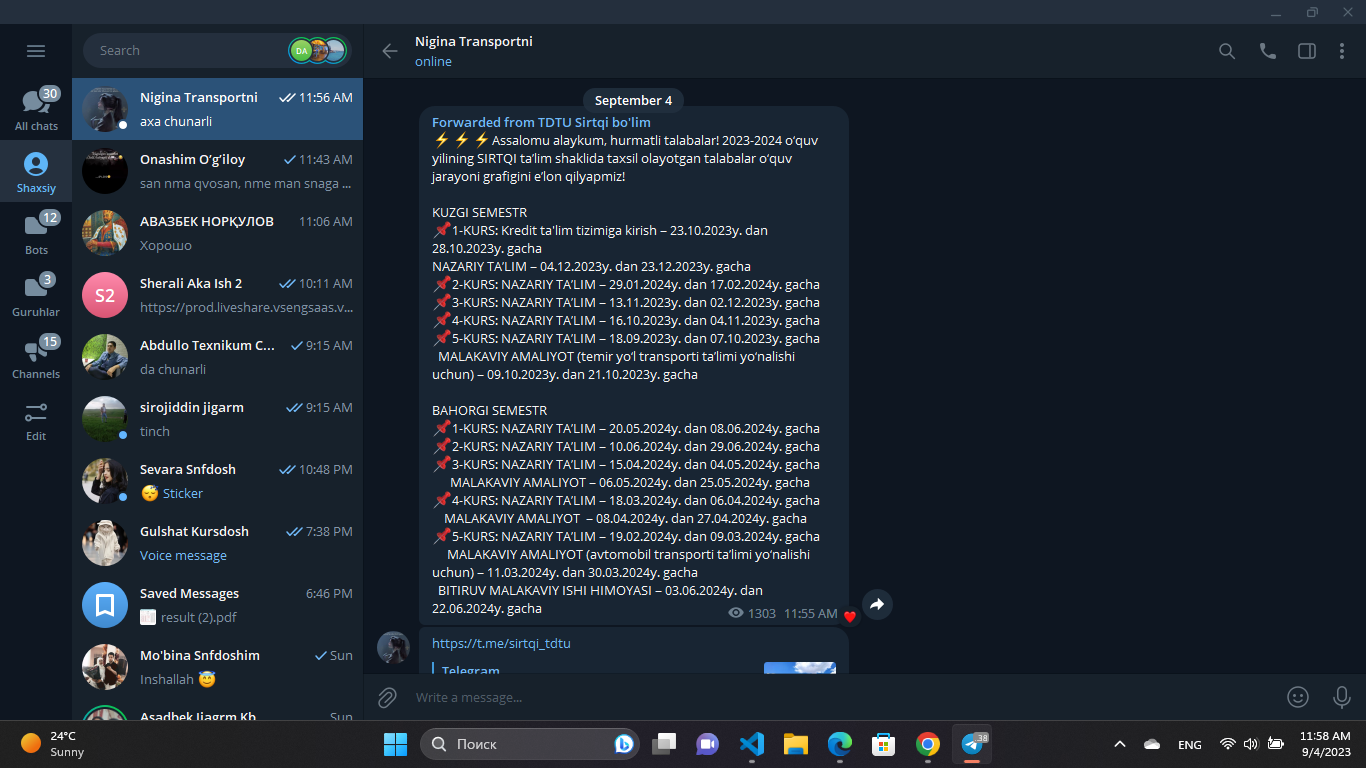 Search
DA
30
All chats
Shaxsiy
12
Bots
3
Guruhlar
15
Channels
Edit
Nigina Transportni
11:56 AM
axa chunarli
Onashim O‘g‘iloy
11:43 AM
san nma qvosan, nme man snaga ...
АВАЗБЕК НОРҚУЛОВ
11:06 AM
Хорошо
S2
Sherali Aka Ish 2
10:11 AM
https://prod.liveshare.vsengsaas.v...
Abdullo Texnikum C...
9:15 AM
da chunarli
sirojiddin jigarm
9:15 AM
tinch
Sevara Snfdosh
10:48 PM
😴 Sticker
Gulshat Kursdosh
7:38 PM
Voice message
Saved Messages
6:46 PM
result (2).pdf
Mo'bina Snfdoshim
Sun
Inshallah 😇
Asadbek Jiagrm Kb
Sun
Nigina Transportni
online
September 4
Forwarded from TDTU Sirtqi bo'lim
⚡⚡⚡Assalomu alaykum, hurmatli talabalar! 2023-2024 o‘quv
yilining SIRTQI ta’lim shaklida taxsil olayotgan talabalar o‘quv
jarayoni grafigini e’lon qilyapmiz!
KUZGI SEMESTR
📌1-KURS: Kredit ta'lim tizimiga kirish – 23.10.2023y. dan
28.10.2023y. gacha
NAZARIY TA’LIM – 04.12.2023y. dan 23.12.2023y. gacha
📌2-KURS: NAZARIY TA’LIM – 29.01.2024y. dan 17.02.2024y. gacha
📌3-KURS: NAZARIY TA’LIM – 13.11.2023y. dan 02.12.2023y. gacha
📌4-KURS: NAZARIY TA’LIM – 16.10.2023y. dan 04.11.2023y. gacha
📌5-KURS: NAZARIY TA’LIM – 18.09.2023y. dan 07.10.2023y. gacha
MALAKAVIY AMALIYOT (temir yo‘l transporti ta’limi yo‘nalishi
uchun) – 09.10.2023y. dan 21.10.2023y. gacha
BAHORGI SEMESTR
📌1-KURS: NAZARIY TA’LIM – 20.05.2024y. dan 08.06.2024y. gacha
📌2-KURS: NAZARIY TA’LIM – 10.06.2024y. dan 29.06.2024y. gacha
📌3-KURS: NAZARIY TA’LIM – 15.04.2024y. dan 04.05.2024y. gacha
MALAKAVIY AMALIYOT – 06.05.2024y. dan 25.05.2024y. gacha
📌4-KURS: NAZARIY TA’LIM – 18.03.2024y. dan 06.04.2024y. gacha
MALAKAVIY AMALIYOT – 08.04.2024y. dan 27.04.2024y. gacha
📌5-KURS: NAZARIY TA’LIM – 19.02.2024y. dan 09.03.2024y. gacha
MALAKAVIY AMALIYOT (avtomobil transporti ta’limi yo‘nalishi
uchun) – 11.03.2024y. dan 30.03.2024y. gacha
BITIRUV MALAKAVIY ISHI HIMOYASI – 03.06.2024y. dan
22.06.2024y. gacha
1303 11:55 AM
https://t.me/sirtqi_tdtu
Telegram
Write a message...
24°C
Sunny
Поиск
38
ENG
11:58 AM
9/4/2023